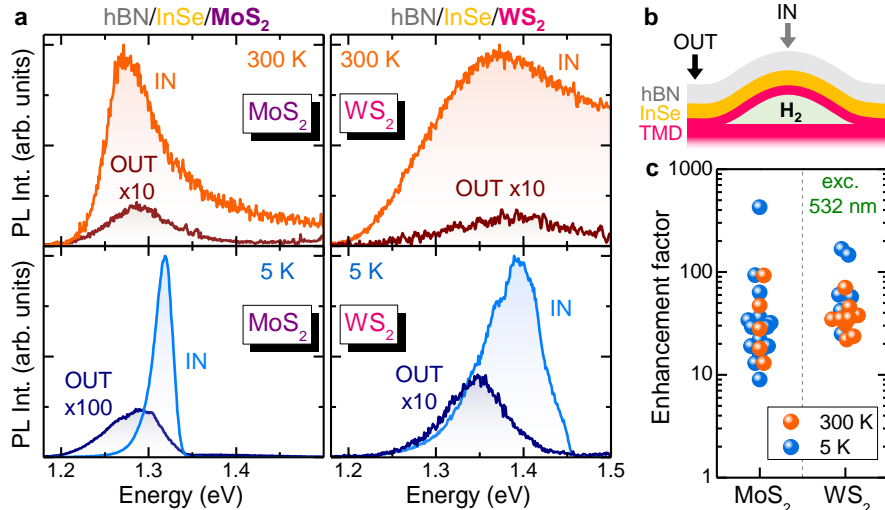 a
hBN/InSe/MoS₂
hBN/InSe/WS₂
PL Int. (arb. units)
300 K
IN
MoS₂
OUT
x10
300 K
IN
WS₂
OUT x10
PL Int. (arb. units)
5 K
MoS₂
IN
OUT
x100
5 K
WS₂
IN
OUT
x10
1.2 1.3 1.4
Energy (eV)
1.3 1.4 1.5
Energy (eV)
b
IN
OUT
hBN
InSe
TMD
H₂
c
Enhancement factor
1000
100
10
1
exc.
532 nm
300 K
5 K
MoS₂ WS₂